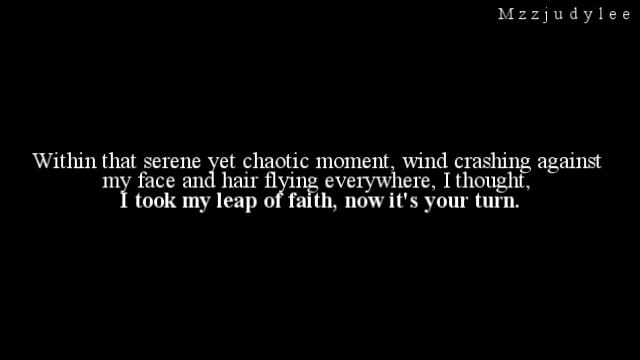 M z z j u d y l e e
Within that serene yet chaotic moment, wind crashing against
my face and hair flying everywhere, I thought,
I took my leap of faith, now it's your turn.